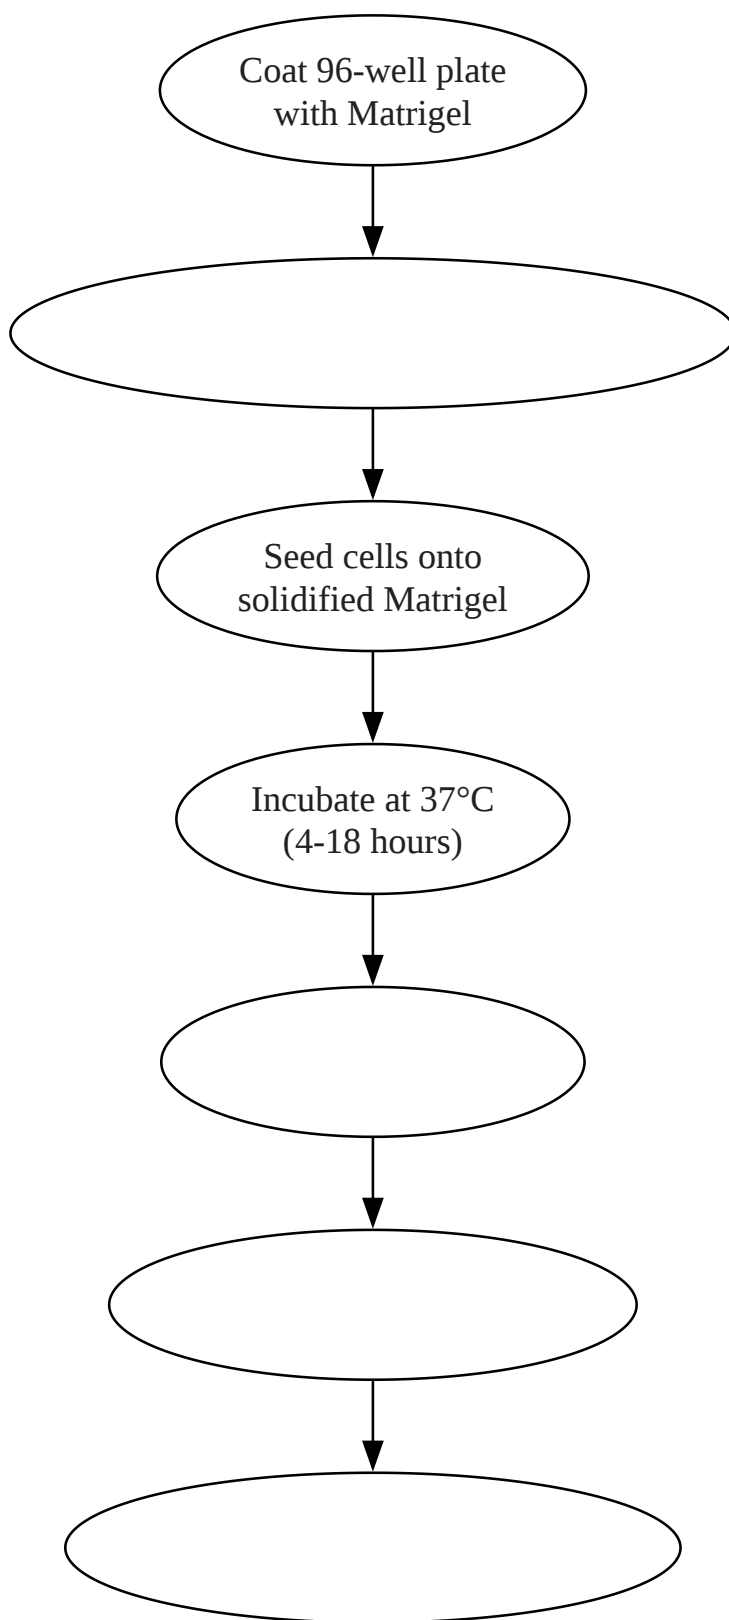 Coat 96-well plate
with Matrigel
Seed cells onto
solidified Matrigel
Incubate at 37°C
(4-18 hours)